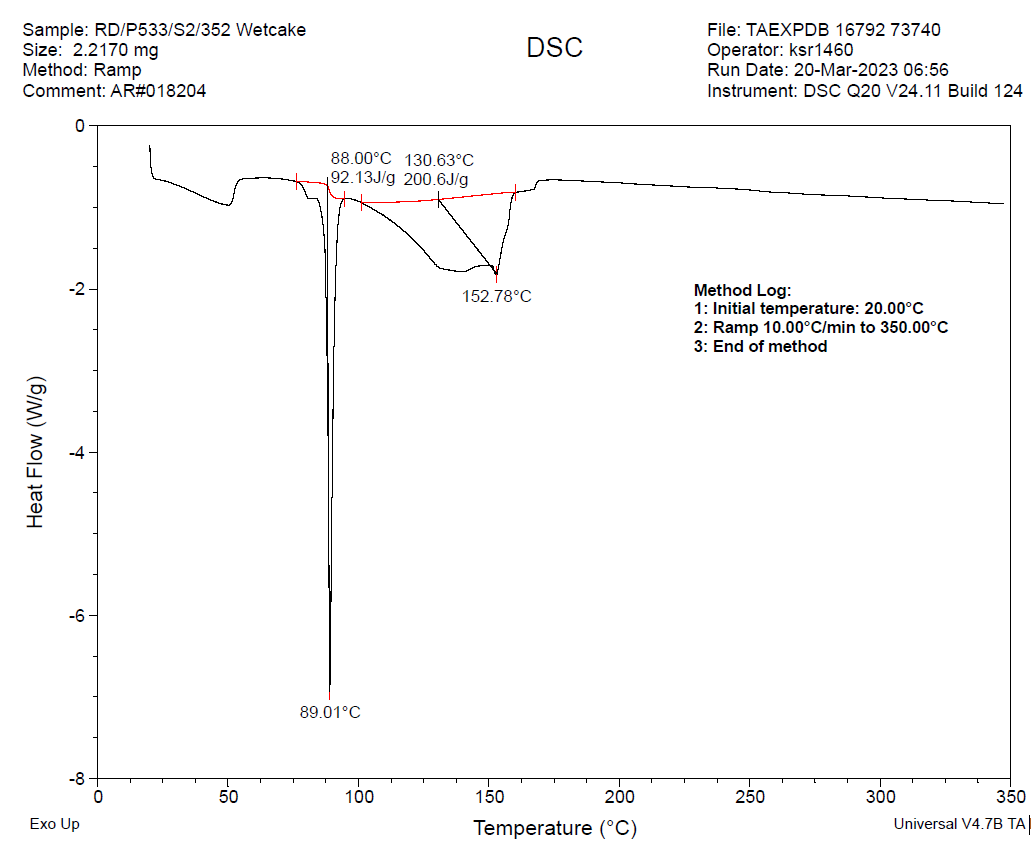 Sample: RD/P533/S2/352 Wetcake
Size: 2.2170 mg
Method: Ramp
Comment: AR#018204
DSC
File: TAEXPDB 16792 73740
Operator: ksr1460
Run Date: 20-Mar-2023 06:56
Instrument: DSC Q20 V24.11 Build 124
88.00°C
92.13J/g
130.63°C
200.6J/g
152.78°C
89.01°C
Method Log:
1: Initial temperature: 20.00°C
2: Ramp 10.00°C/min to 350.00°C
3: End of method
Heat Flow (W/g)
0
-2
-4
-6
-8
0
50
100
150
200
250
300
350
Exo Up
Temperature (°C)
Universal V4.7B TA